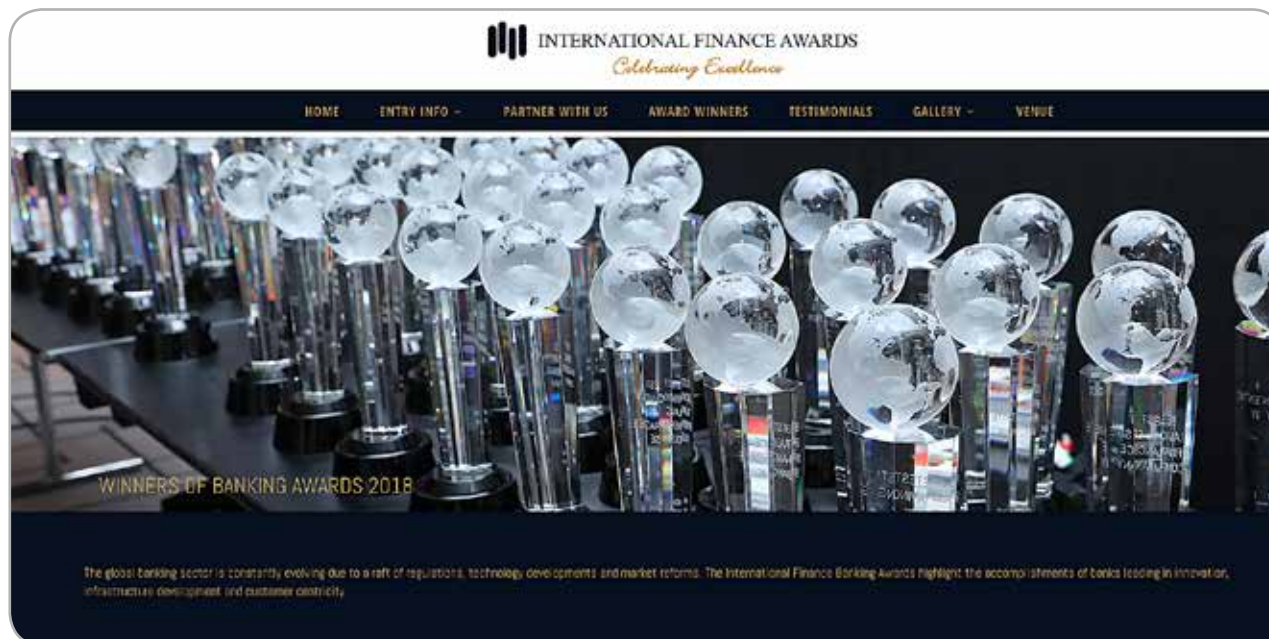 INTERNATIONAL FINANCE AWARDS
Celebrating Excellence
HOME ENTRY INFO PARTNER WITH US AWARD WINNERS TESTIMONIALS GALLERY VENUE
WINNERS OF BANKING AWARDS 2018
The global banking sector is constantly evolving due to a raft of regulations, technology developments and market reforms. The International Finance Banking Awards highlight the accomplishments of banks leading in innovation,
infrastructure development and customer centricity